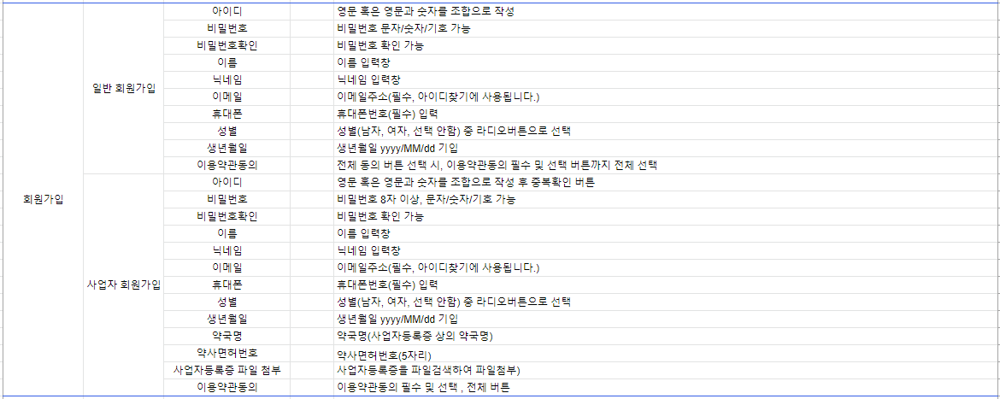 회원가입
일반 회원가입
아이디 영문 혹은 영문과 숫자를 조합으로 작성
비밀번호 비밀번호 문자/숫자/기호 가능
비밀번호확인 비밀번호 확인 가능
이름 이름 입력창
닉네임 닉네임 입력창
이메일 이메일주소(필수, 아이디찾기에 사용됩니다.)
휴대폰 휴대폰번호(필수) 입력
성별 성별(남자, 여자, 선택 안함) 중 라디오버튼으로 선택
생년월일 생년월일 yyyy/MM/dd 기입
이용약관동의 전체 동의 버튼 선택 시, 이용약관동의 필수 및 선택 버튼까지 전체 선택
사업자 회원가입
아이디 영문 혹은 영문과 숫자를 조합으로 작성 후 중복확인 버튼
비밀번호 비밀번호 8자 이상, 문자/숫자/기호 가능
비밀번호확인 비밀번호 확인 가능
이름 이름 입력창
닉네임 닉네임 입력창
이메일 이메일주소(필수, 아이디찾기에 사용됩니다.)
휴대폰 휴대폰번호(필수) 입력
성별 성별(남자, 여자, 선택 안함) 중 라디오버튼으로 선택
생년월일 생년월일 yyyy/MM/dd 기입
약국명 약국명(사업자등록증 상의 약국명)
약사면허번호 약사면허번호(5자리)
사업자등록증 파일 첨부 사업자등록증을 파일검색하여 파일첨부)
이용약관동의 이용약관동의 필수 및 선택 , 전체 버튼